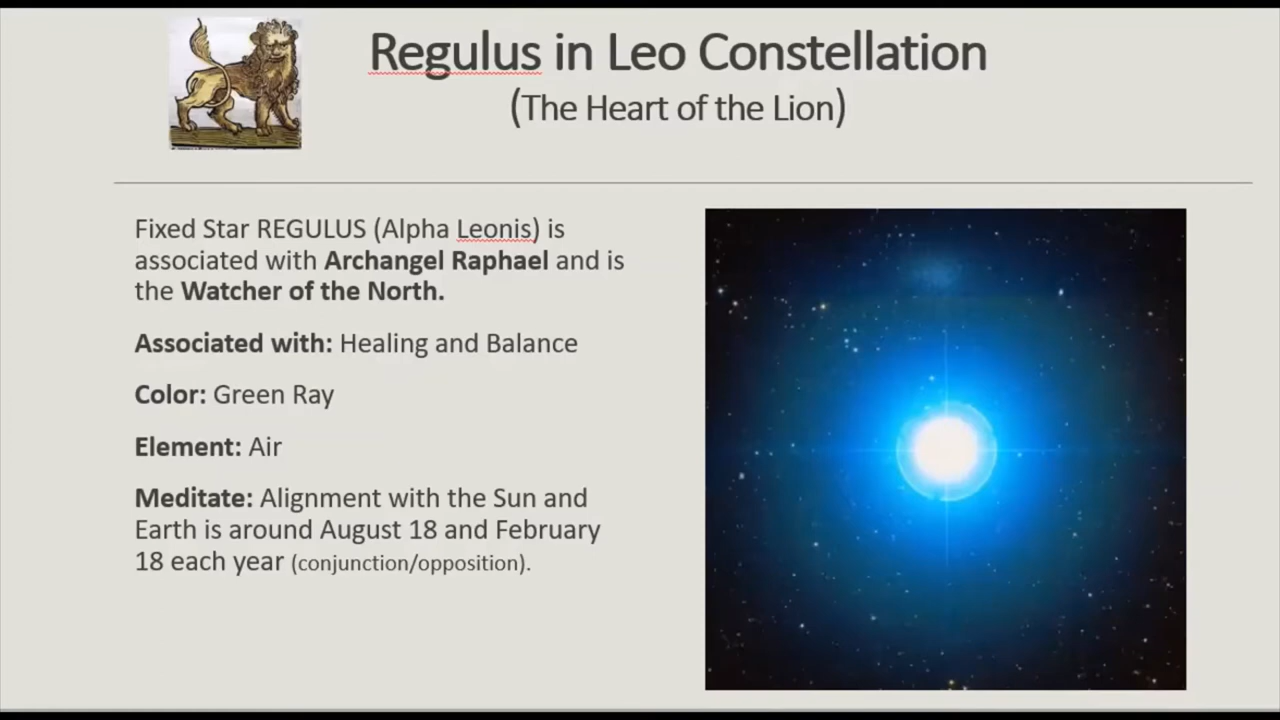 Regulus in Leo Constellation
(The Heart of the Lion)
Fixed Star REGULUS (Alpha Leonis) is
associated with Archangel Raphael and is
the Watcher of the North.
Associated with: Healing and Balance
Color: Green Ray
Element: Air
Meditate: Alignment with the Sun and
Earth is around August 18 and February
18 each year (conjunction/opposition).